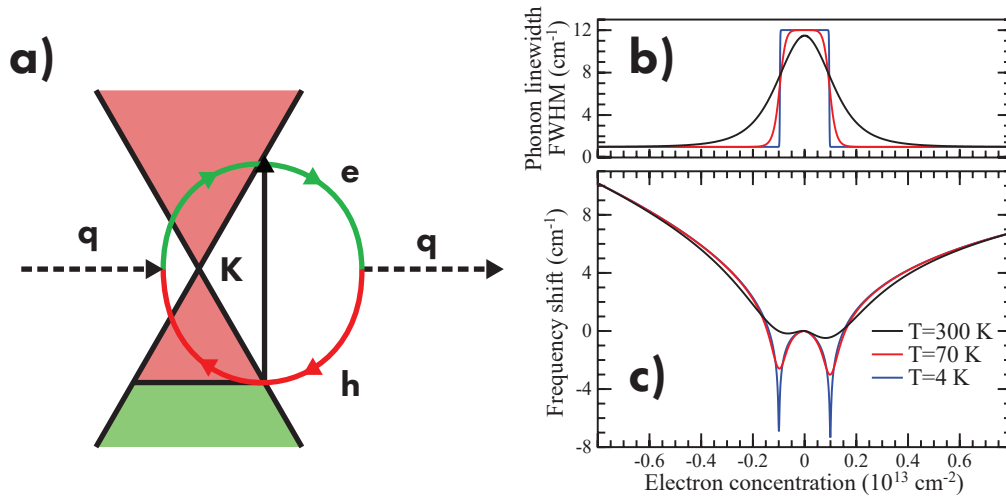 a)
q
e
K
q
h
b)
Phonon linewidth
FWHM (cm⁻¹)
12
8
4
0
c)
Frequency shift (cm⁻¹)
8
4
0
-4
-8
T=300 K
T=70 K
T=4 K
-0.6 -0.4 -0.2 0 0.2 0.4 0.6
Electron concentration (10¹³ cm⁻²)